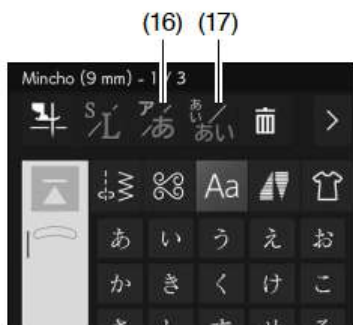 (16) (17)
Mincho (9 mm) - 1 / 3
S/L ア/あ あい/あい >
Aa
あ い う え お
か き く け こ